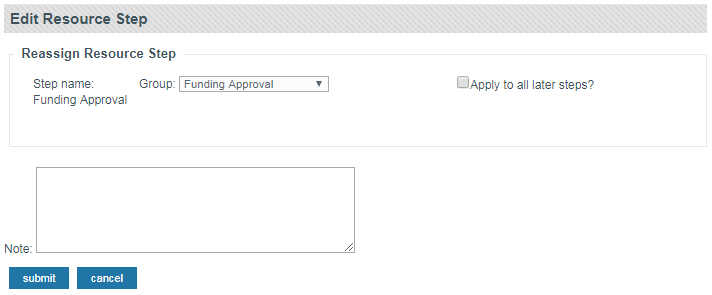 Edit Resource Step
Reassign Resource Step
Step name: Group: Funding Approval Apply to all later steps?
Funding Approval
Note:
submit cancel